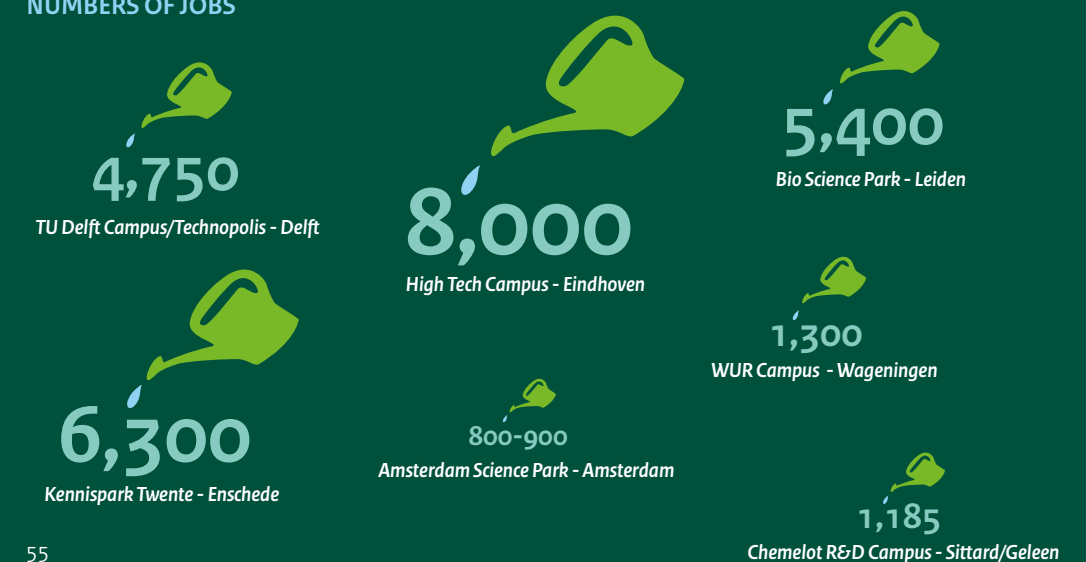 NUMBERS OF JOBS
4,750
TU Delft Campus/Technopolis - Delft
8,000
High Tech Campus - Eindhoven
5,400
Bio Science Park - Leiden
1,300
WUR Campus - Wageningen
6,300
Kennispark Twente - Enschede
800-900
Amsterdam Science Park - Amsterdam
1,185
Chemelot R&D Campus - Sittard/Geleen
55